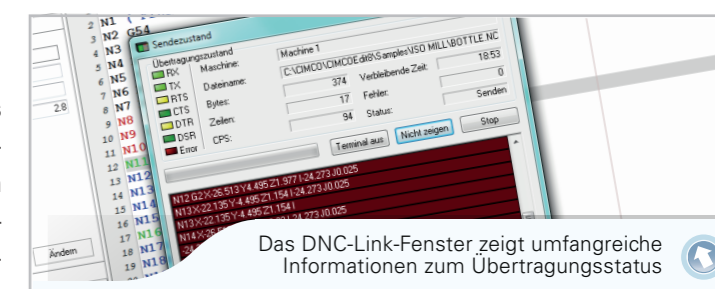 2 N1
3 N2 G54
4 N3
5 N4
6 N5
7 N6
8 N7
9 N8
10 N9
11 N10
12 N11
13 N12
14 N13
15 N14
16 N15
17 N16
18 N17
19 N18
2.8
Ändern
Sendezustand
Übertragungszustand
RX
TX
RTS
CTS
DTR
DSR
Error
Maschine: Machine 1
Dateiname: C:\CIMCO\CIMCOEdit8\Samples\ISO MILL\BOTTLE.NC
Bytes: 374 Verbleibende Zeit: 18:53
Zeilen: 17 Fehler: 0
CPS: 94 Status: Senden
Terminal aus Nicht zeigen Stop
N12 G2 X-26.513 Y4.495 Z1.977 I-24.273 J0.025
N13 X-22.135 Y-4.495 Z1.154 I-24.273 J0.025
N13 X-22.135 Y-4.495 Z1.154 I
Das DNC-Link-Fenster zeigt umfangreiche
Informationen zum Übertragungsstatus